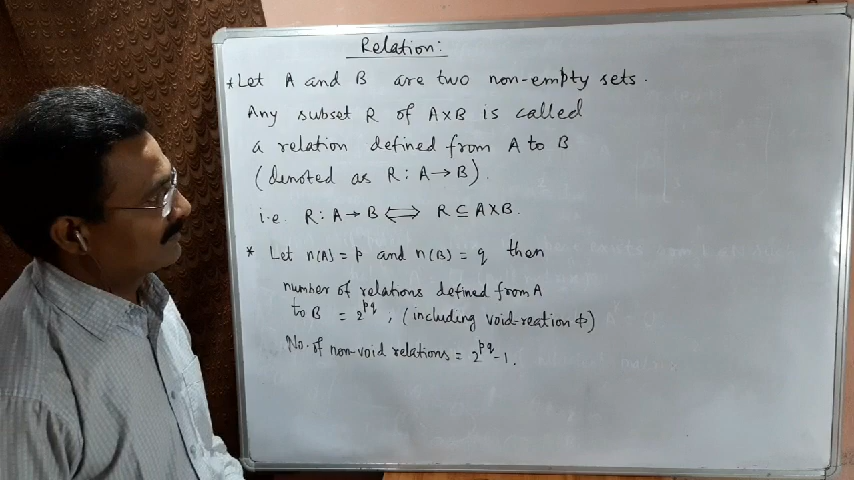 Relation:
* Let A and B are two non-empty sets.
Any subset R of A×B is called
a relation defined from A to B
(denoted as R: A→B).
i.e. R: A→B ⟺ R ⊆ A×B.
* Let n(A) = p and n(B) = q then
number of relations defined from A
to B = 2^pq, (including void-reation ϕ)
No. of non-void relations = 2^pq - 1.